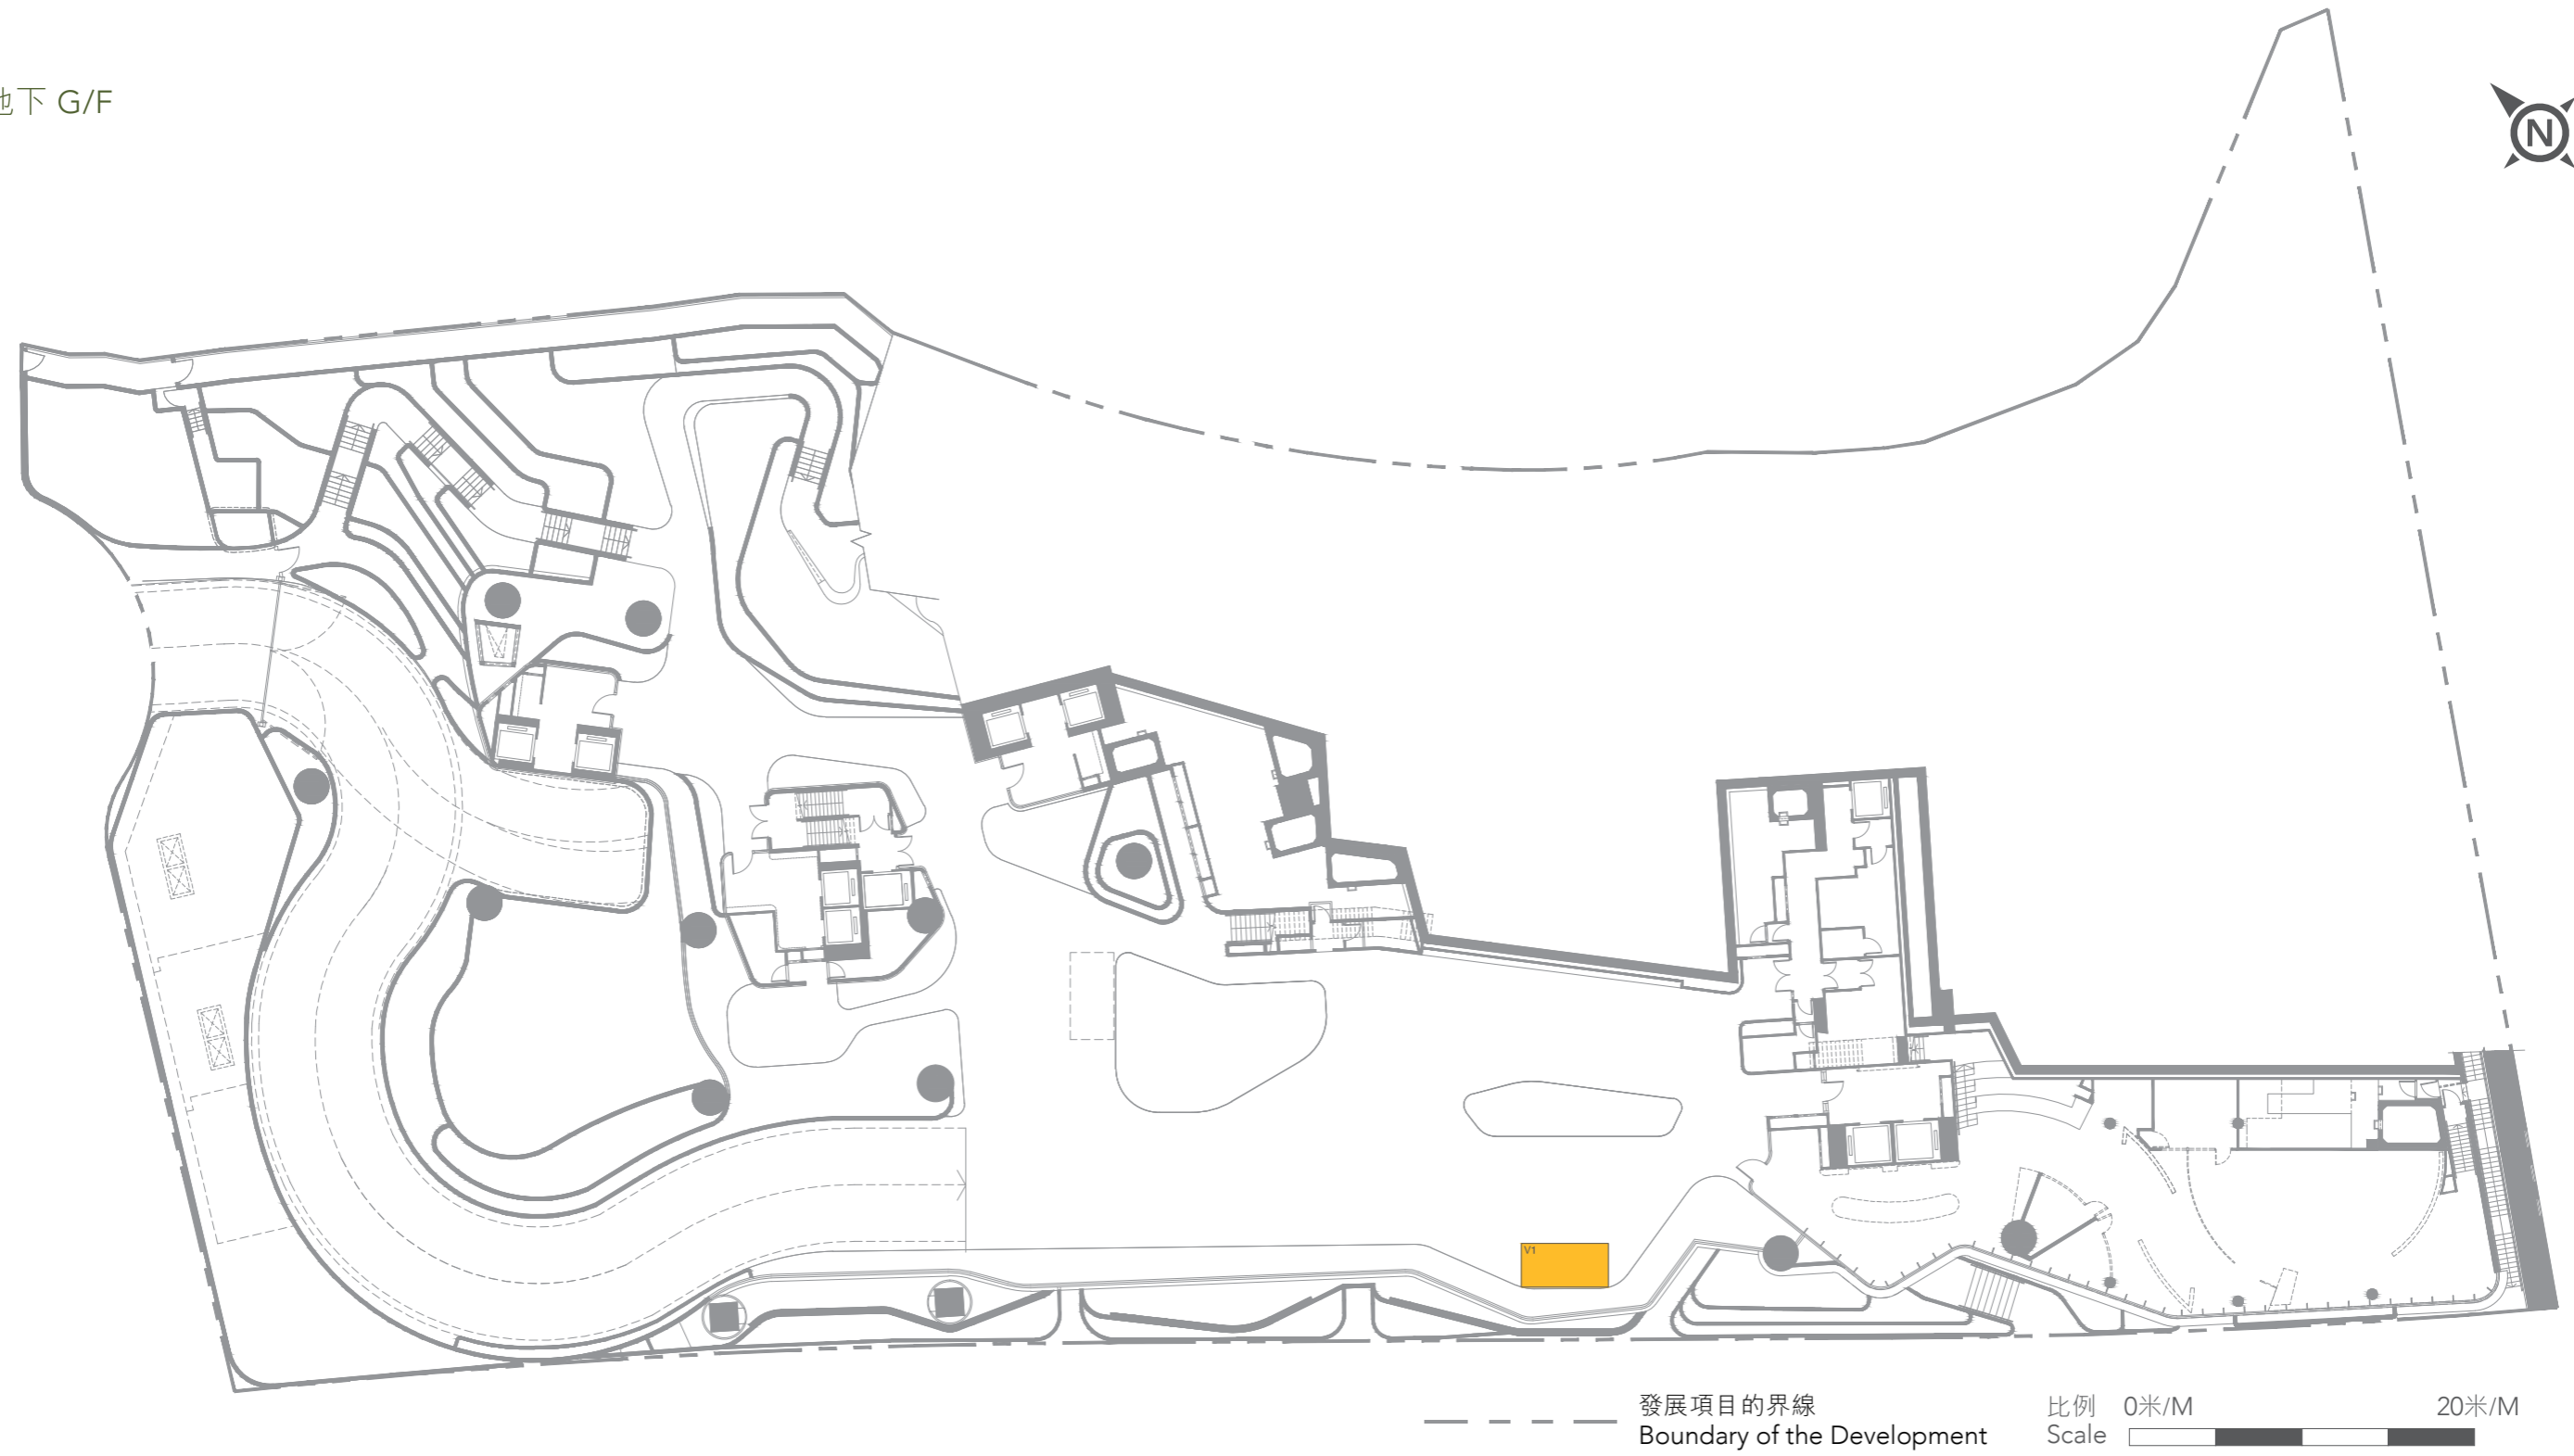 地下 G/F
N
V1
發展項目的界線
Boundary of the Development
比例 0米/M 20米/M
Scale